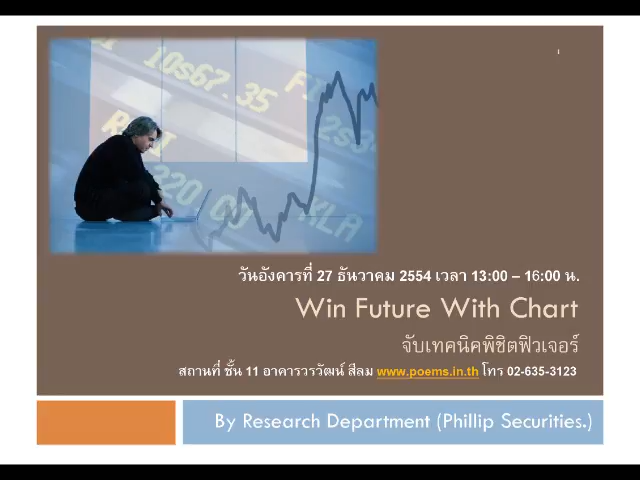 1
10s67.35
วันอังคารที่ 27 ธันวาคม 2554 เวลา 13:00 – 16:00 น.
Win Future With Chart
จับเทคนิคพิชิตฟิวเจอร์
สถานที่ ชั้น 11 อาคารวรวัฒน์ สีลม www.poems.in.th โทร 02-635-3123
By Research Department (Phillip Securities.)